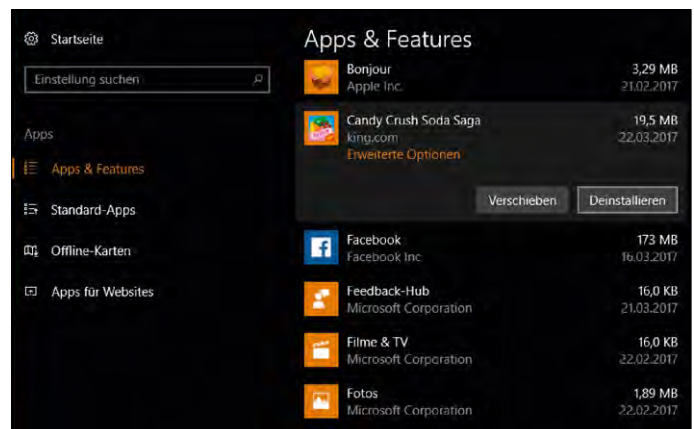 Startseite
Einstellung suchen
Apps
Apps & Features
Standard-Apps
Offline-Karten
Apps für Websites
Apps & Features
Bonjour 3,29 MB
Apple Inc. 21.02.2017
Candy Crush Soda Saga 19,5 MB
king.com 22.03.2017
Erweiterte Optionen
Verschieben Deinstallieren
Facebook 173 MB
Facebook Inc 16.03.2017
Feedback-Hub 16,0 KB
Microsoft Corporation 21.03.2017
Filme & TV 16,0 KB
Microsoft Corporation 22.02.2017
Fotos 1,89 MB
Microsoft Corporation 22.02.2017